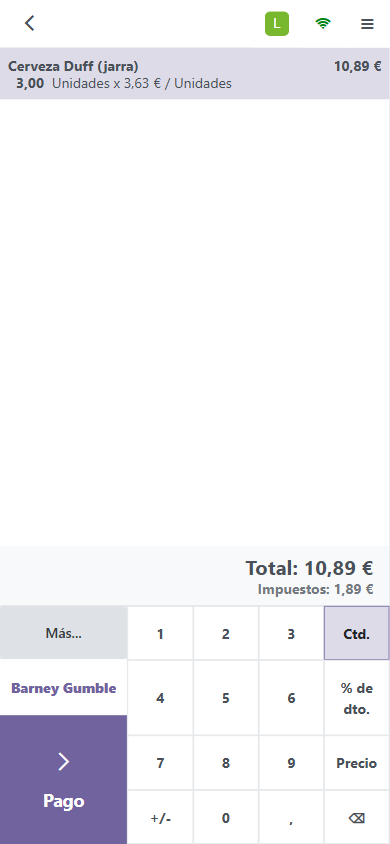 L
Cerveza Duff (jarra) 10,89 €
3,00 Unidades x 3,63 € / Unidades
Total: 10,89 €
Impuestos: 1,89 €
Más... 1 2 3 Ctd.
Barney Gumble 4 5 6 % de dto.
7 8 9 Precio
Pago +/- 0 , ⌫